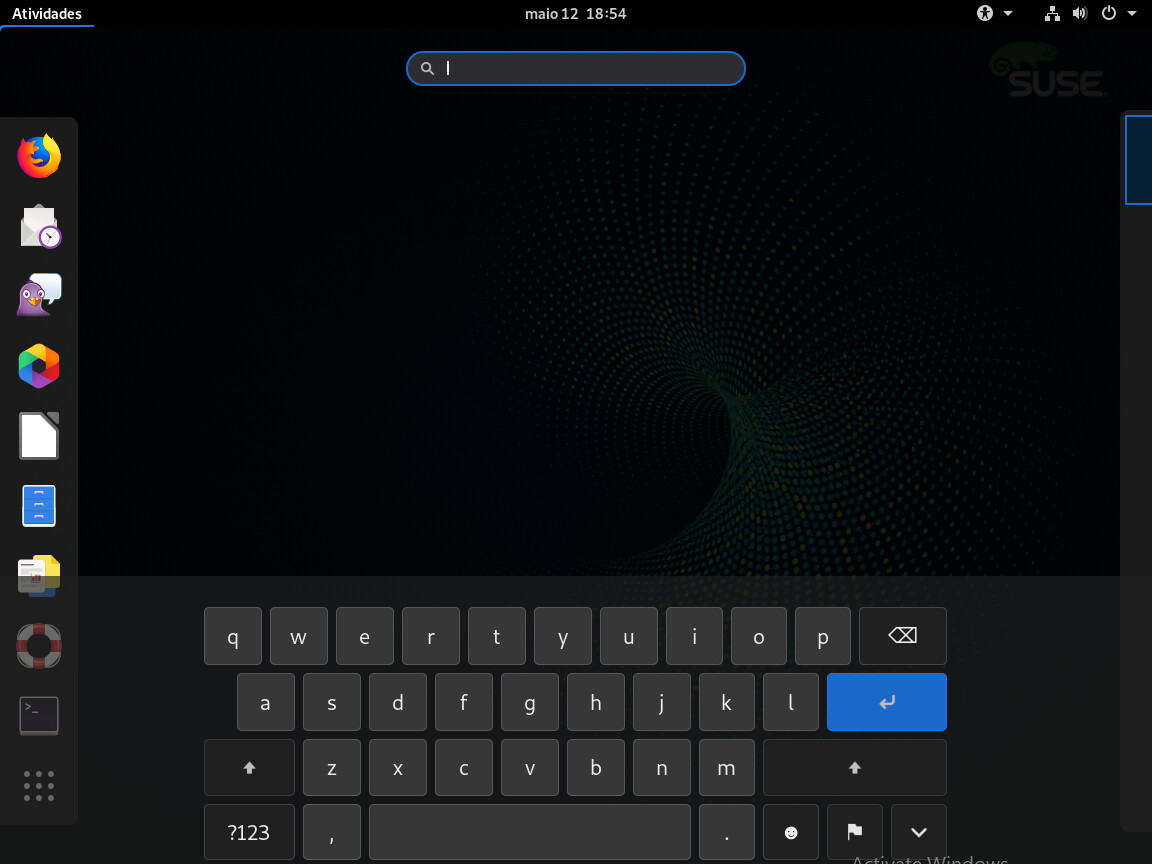 Atividades
maio 12 18:54
SUSE
q w e r t y u i o p
a s d f g h j k l
z x c v b n m
?123 , .
Activate Windows